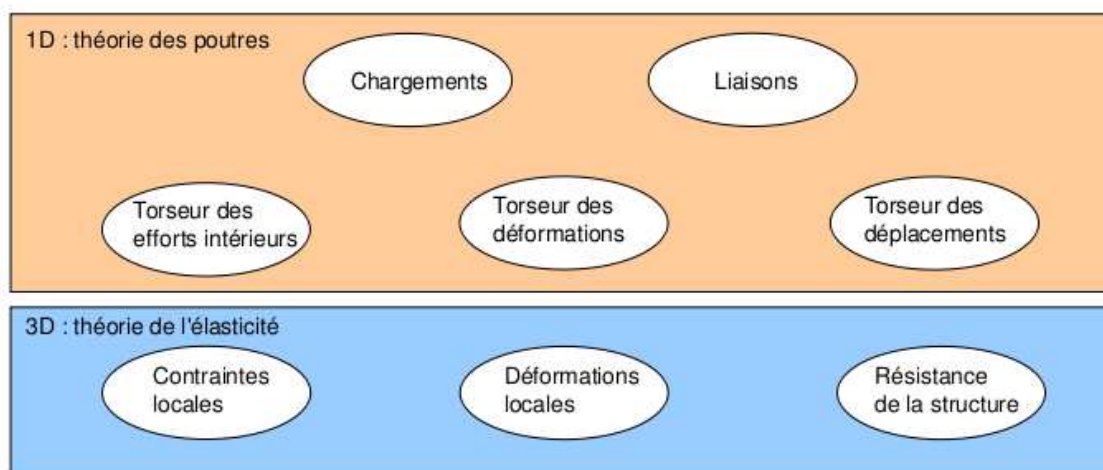 1D : théorie des poutres
Chargements
Liaisons
Torseur des
efforts intérieurs
Torseur des
déformations
Torseur des
déplacements
3D : théorie de l'élasticité
Contraintes
locales
Déformations
locales
Résistance
de la structure